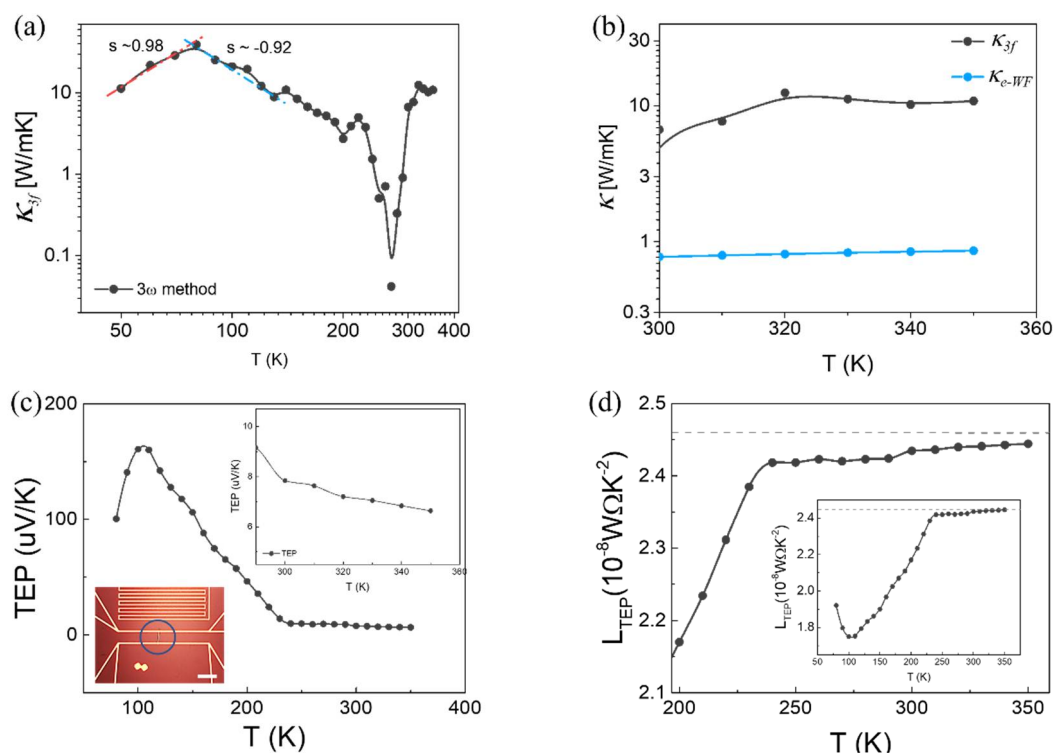 (a)
s ~0.98
s ~ -0.92
10
1
0.1
κ3f [W/mK]
3ω method
50
100
200
300
400
T (K)
(b)
30
10
3
1
0.3
κ [W/mK]
κ3f
κe-WF
300
320
340
360
T (K)
(c)
200
150
100
50
0
-50
TEP (uV/K)
100
200
300
400
T (K)
10
8
6
4
TEP (uV/K)
TEP
300
320
340
360
T (K)
(d)
2.5
2.4
2.3
2.2
2.1
LTEP(10-8WΩK-2)
200
250
300
350
T (K)
2.4
2.2
2.0
1.8
LTEP(10-8WΩK-2)
50
100
150
200
250
300
350
T (K)